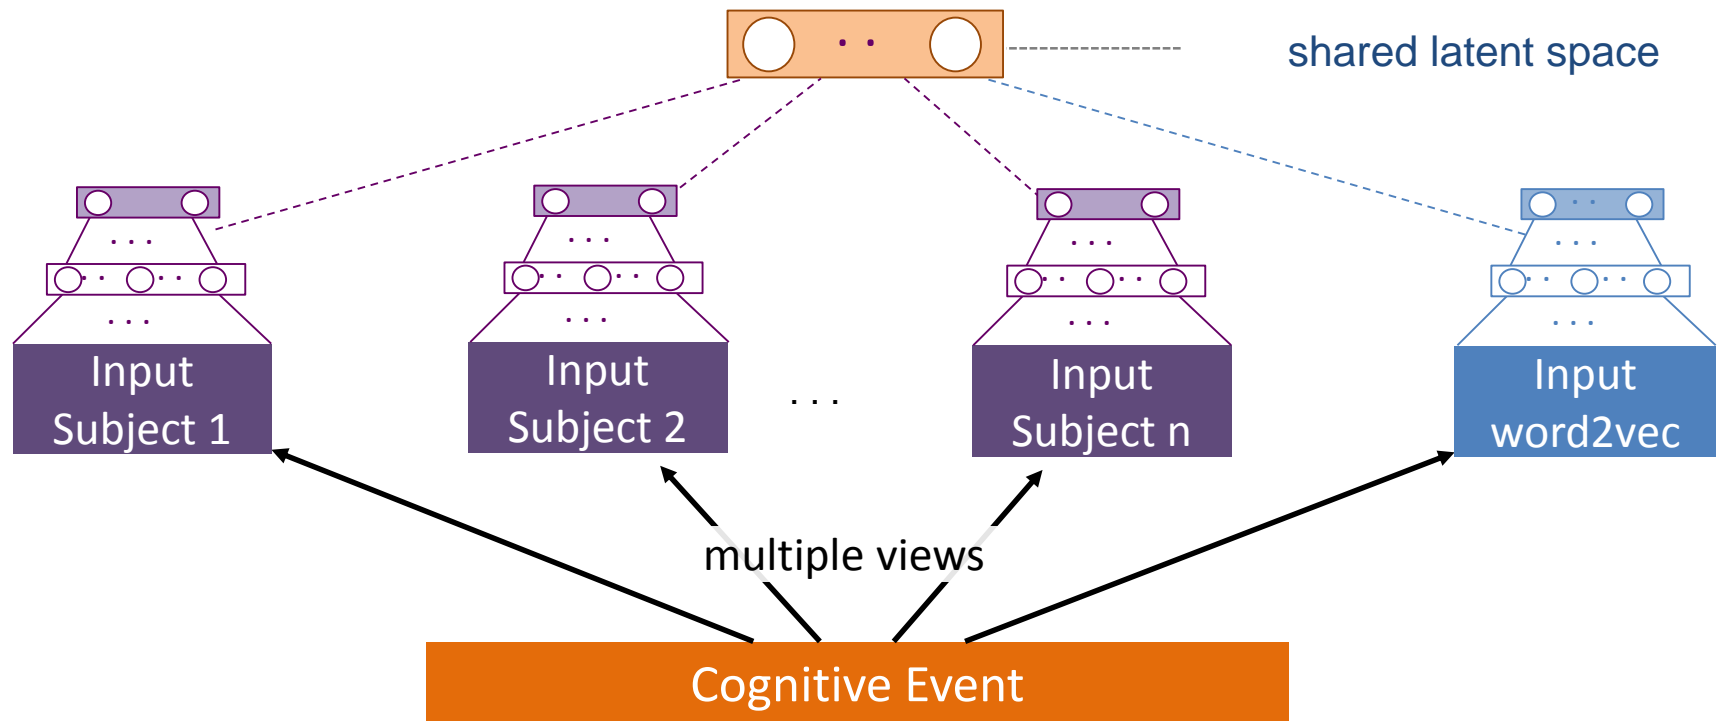 shared latent space
Input
Subject 1
Input
Subject 2
. . .
Input
Subject n
Input
word2vec
multiple views
Cognitive Event